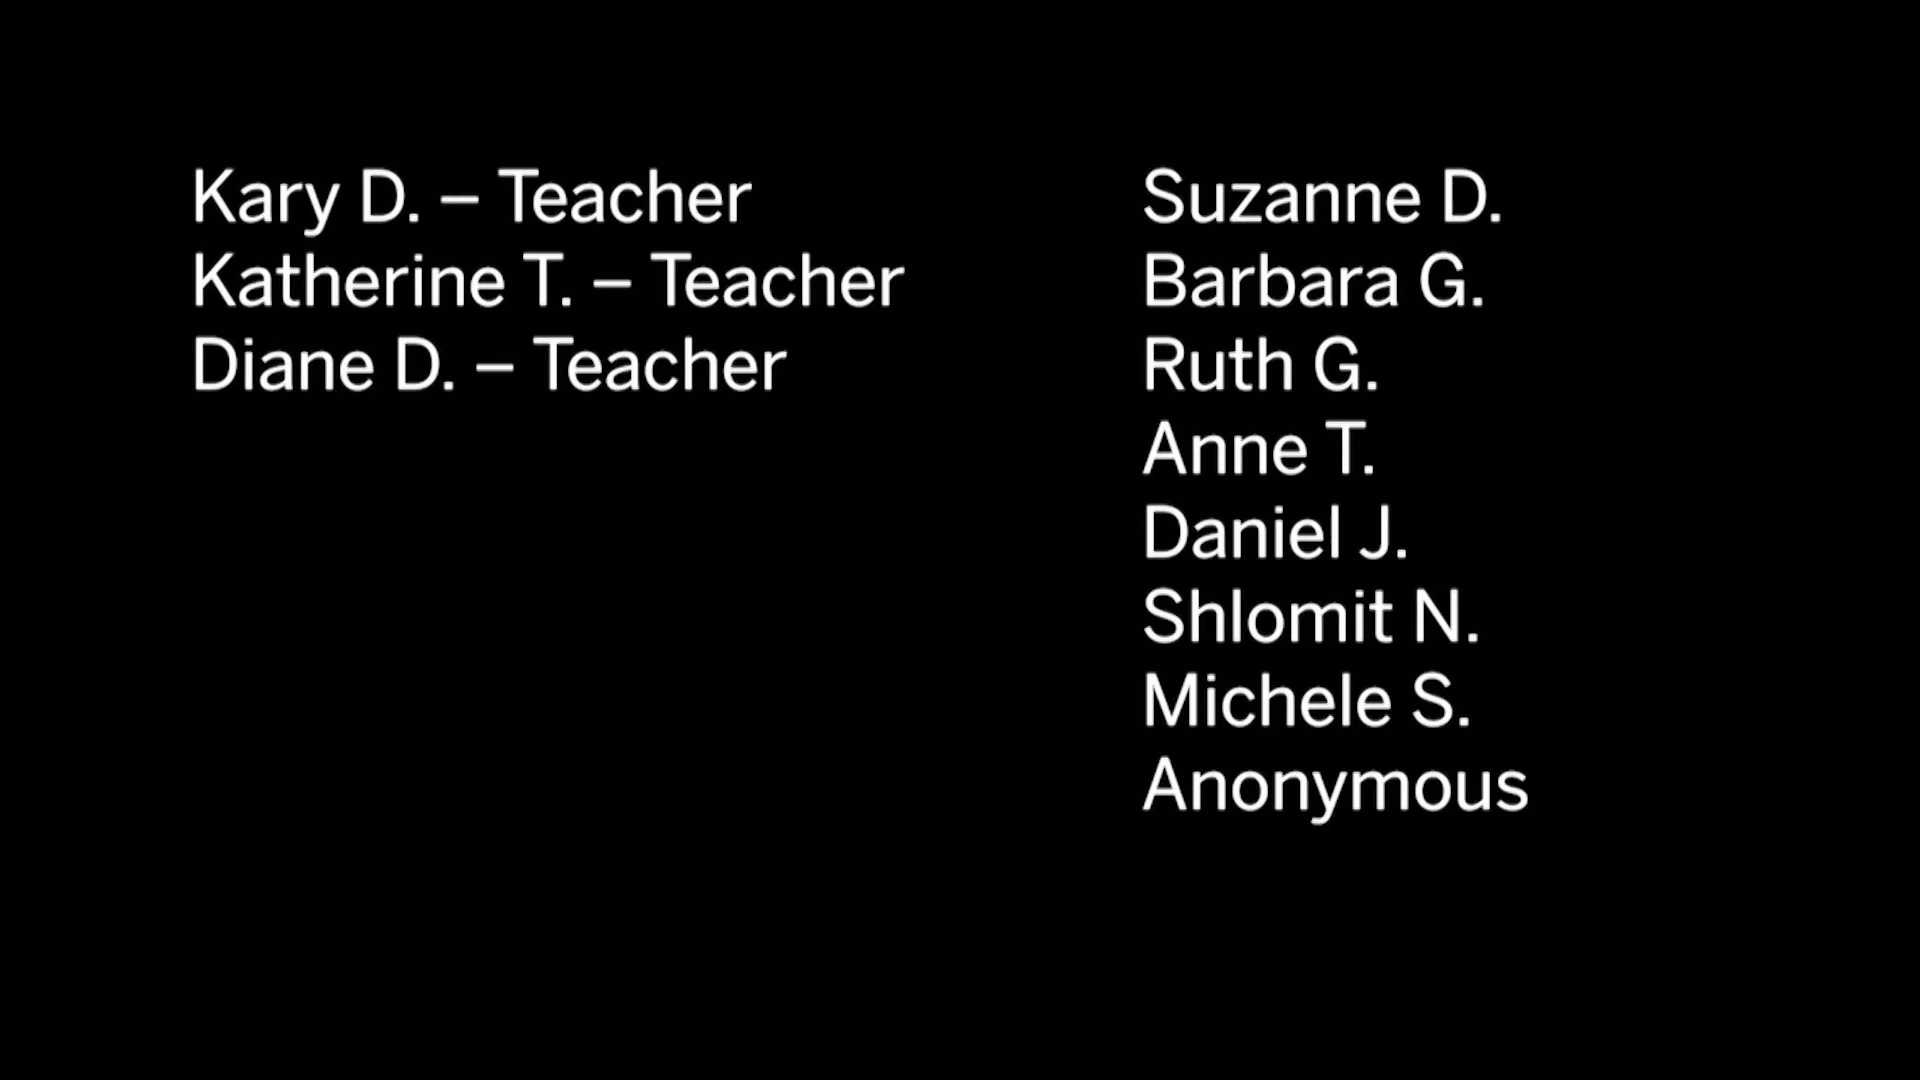 Kary D. – Teacher
Katherine T. – Teacher
Diane D. – Teacher
Suzanne D.
Barbara G.
Ruth G.
Anne T.
Daniel J.
Shlomit N.
Michele S.
Anonymous